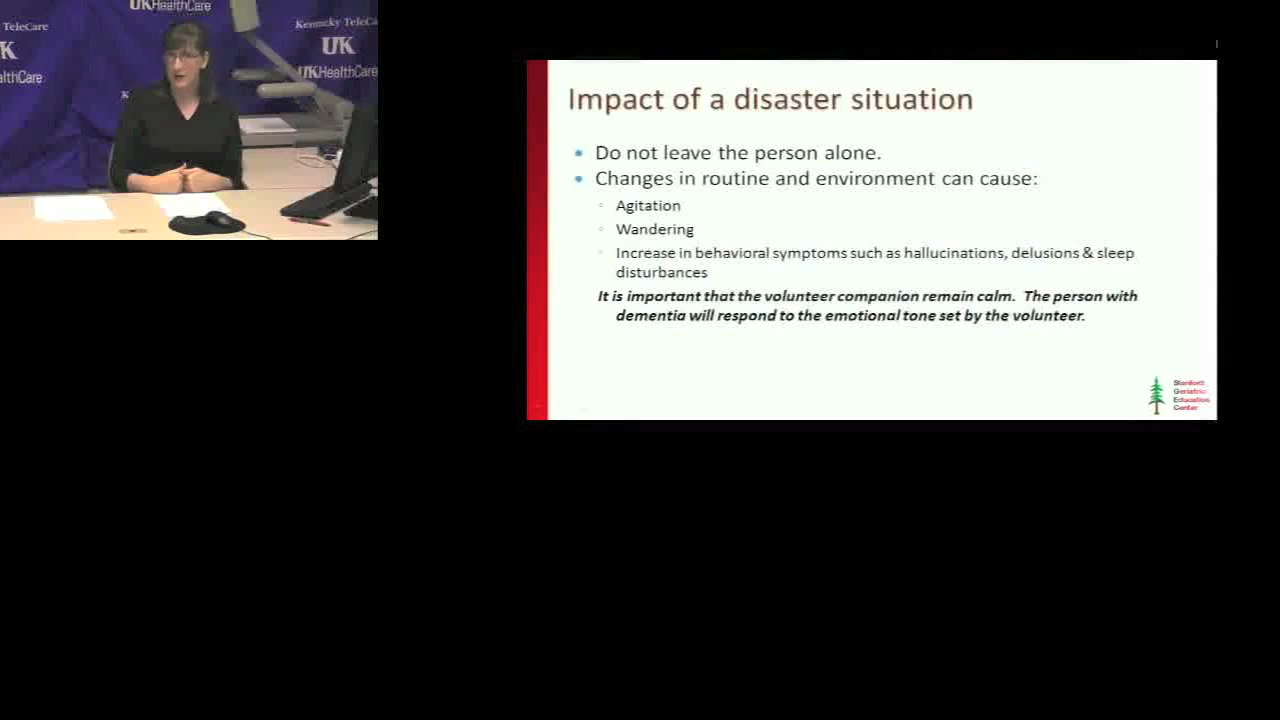 UKHealthCare
TeleCare
Kentucky TeleCa
UK
UKHealthCare
K
althCare
K
Impact of a disaster situation
Do not leave the person alone.
Changes in routine and environment can cause:
Agitation
Wandering
Increase in behavioral symptoms such as hallucinations, delusions & sleep
disturbances
It is important that the volunteer companion remain calm. The person with
dementia will respond to the emotional tone set by the volunteer.
Stanford
Geriatric
Education
Center